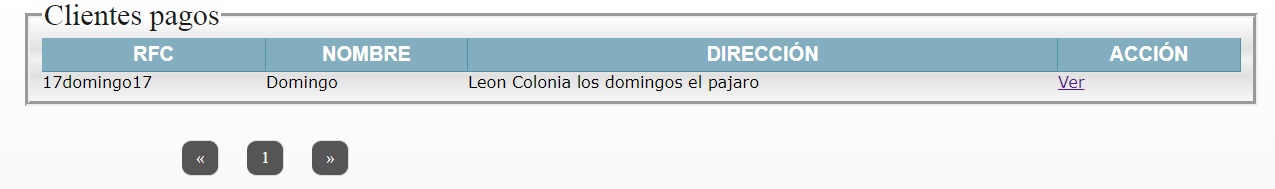 Clientes pagos
RFC NOMBRE DIRECCIÓN ACCIÓN
17domingo17 Domingo Leon Colonia los domingos el pajaro Ver
« 1 »